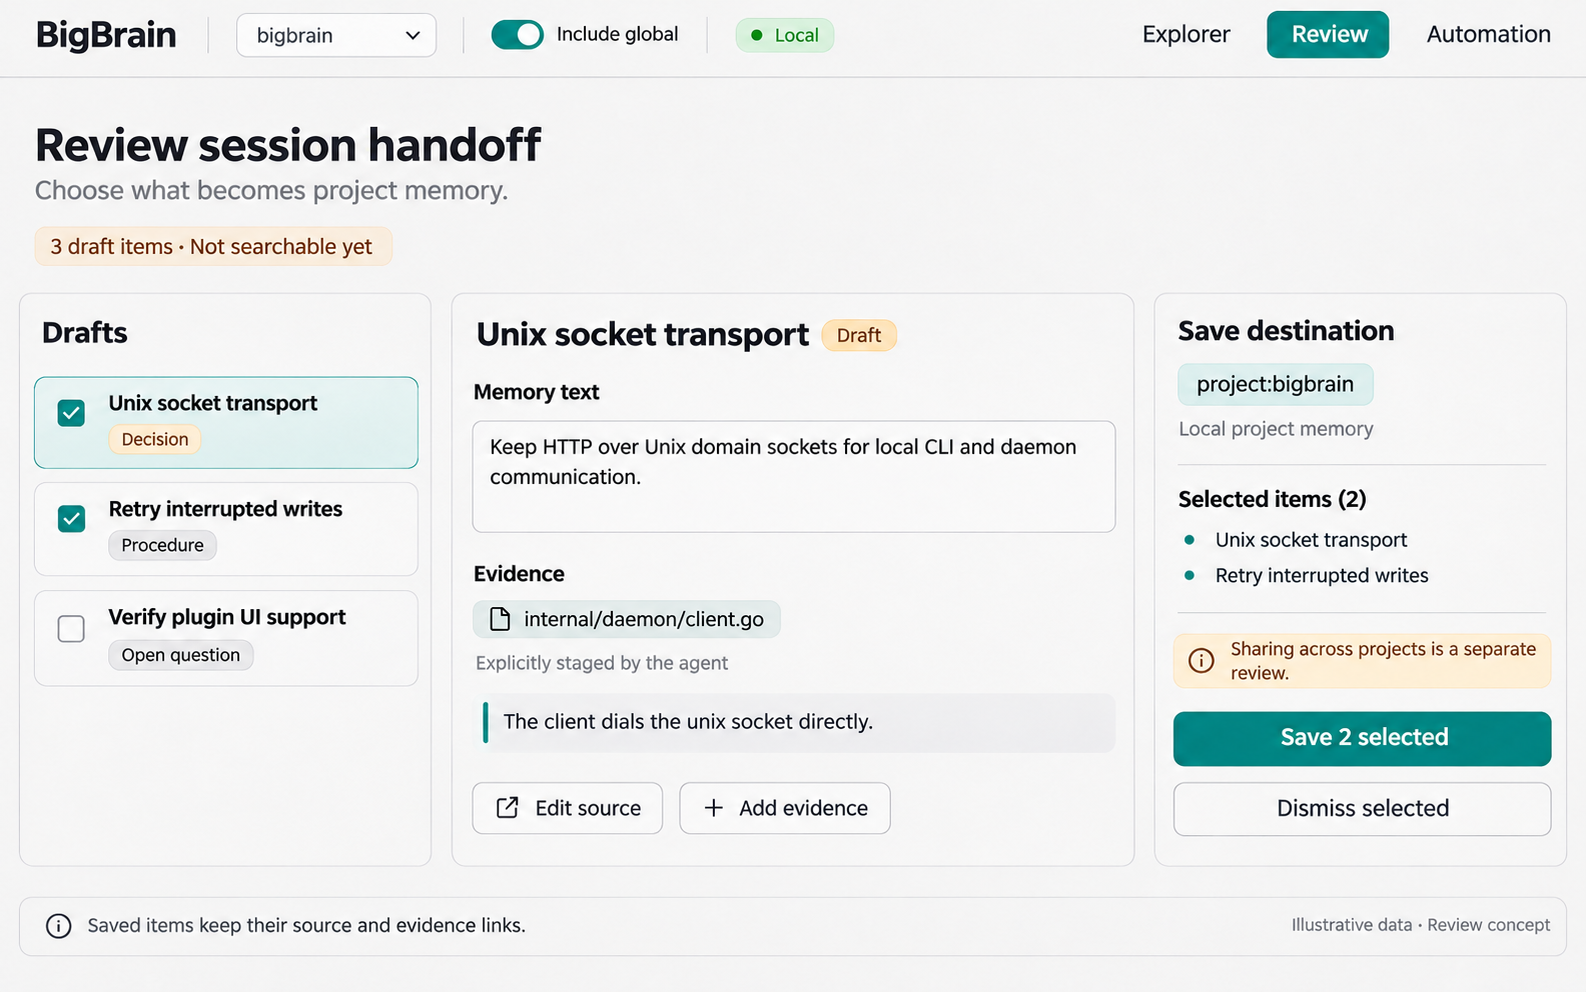 BigBrain
bigbrain
Include global
Local
Explorer
Review
Automation
Review session handoff
Choose what becomes project memory.
3 draft items • Not searchable yet
Drafts
Unix socket transport
Decision
Retry interrupted writes
Procedure
Verify plugin UI support
Open question
Unix socket transport
Draft
Memory text
Keep HTTP over Unix domain sockets for local CLI and daemon
communication.
Evidence
internal/daemon/client.go
Explicitly staged by the agent
The client dials the unix socket directly.
Edit source
Add evidence
Save destination
project:bigbrain
Local project memory
Selected items (2)
Unix socket transport
Retry interrupted writes
Sharing across projects is a separate
review.
Save 2 selected
Dismiss selected
Saved items keep their source and evidence links.
Illustrative data • Review concept